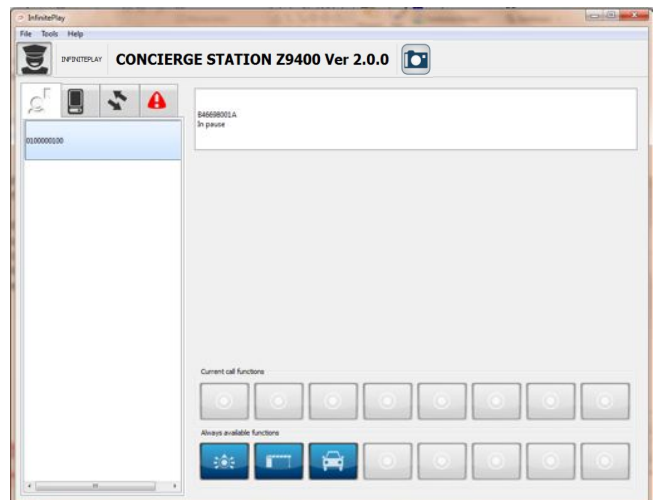 InfinitePlay
File Tools Help
INFINITEPLAY
CONCIERGE STATION Z9400 Ver 2.0.0
0100000100
B46698001A
In pause
Current call functions
Always available functions